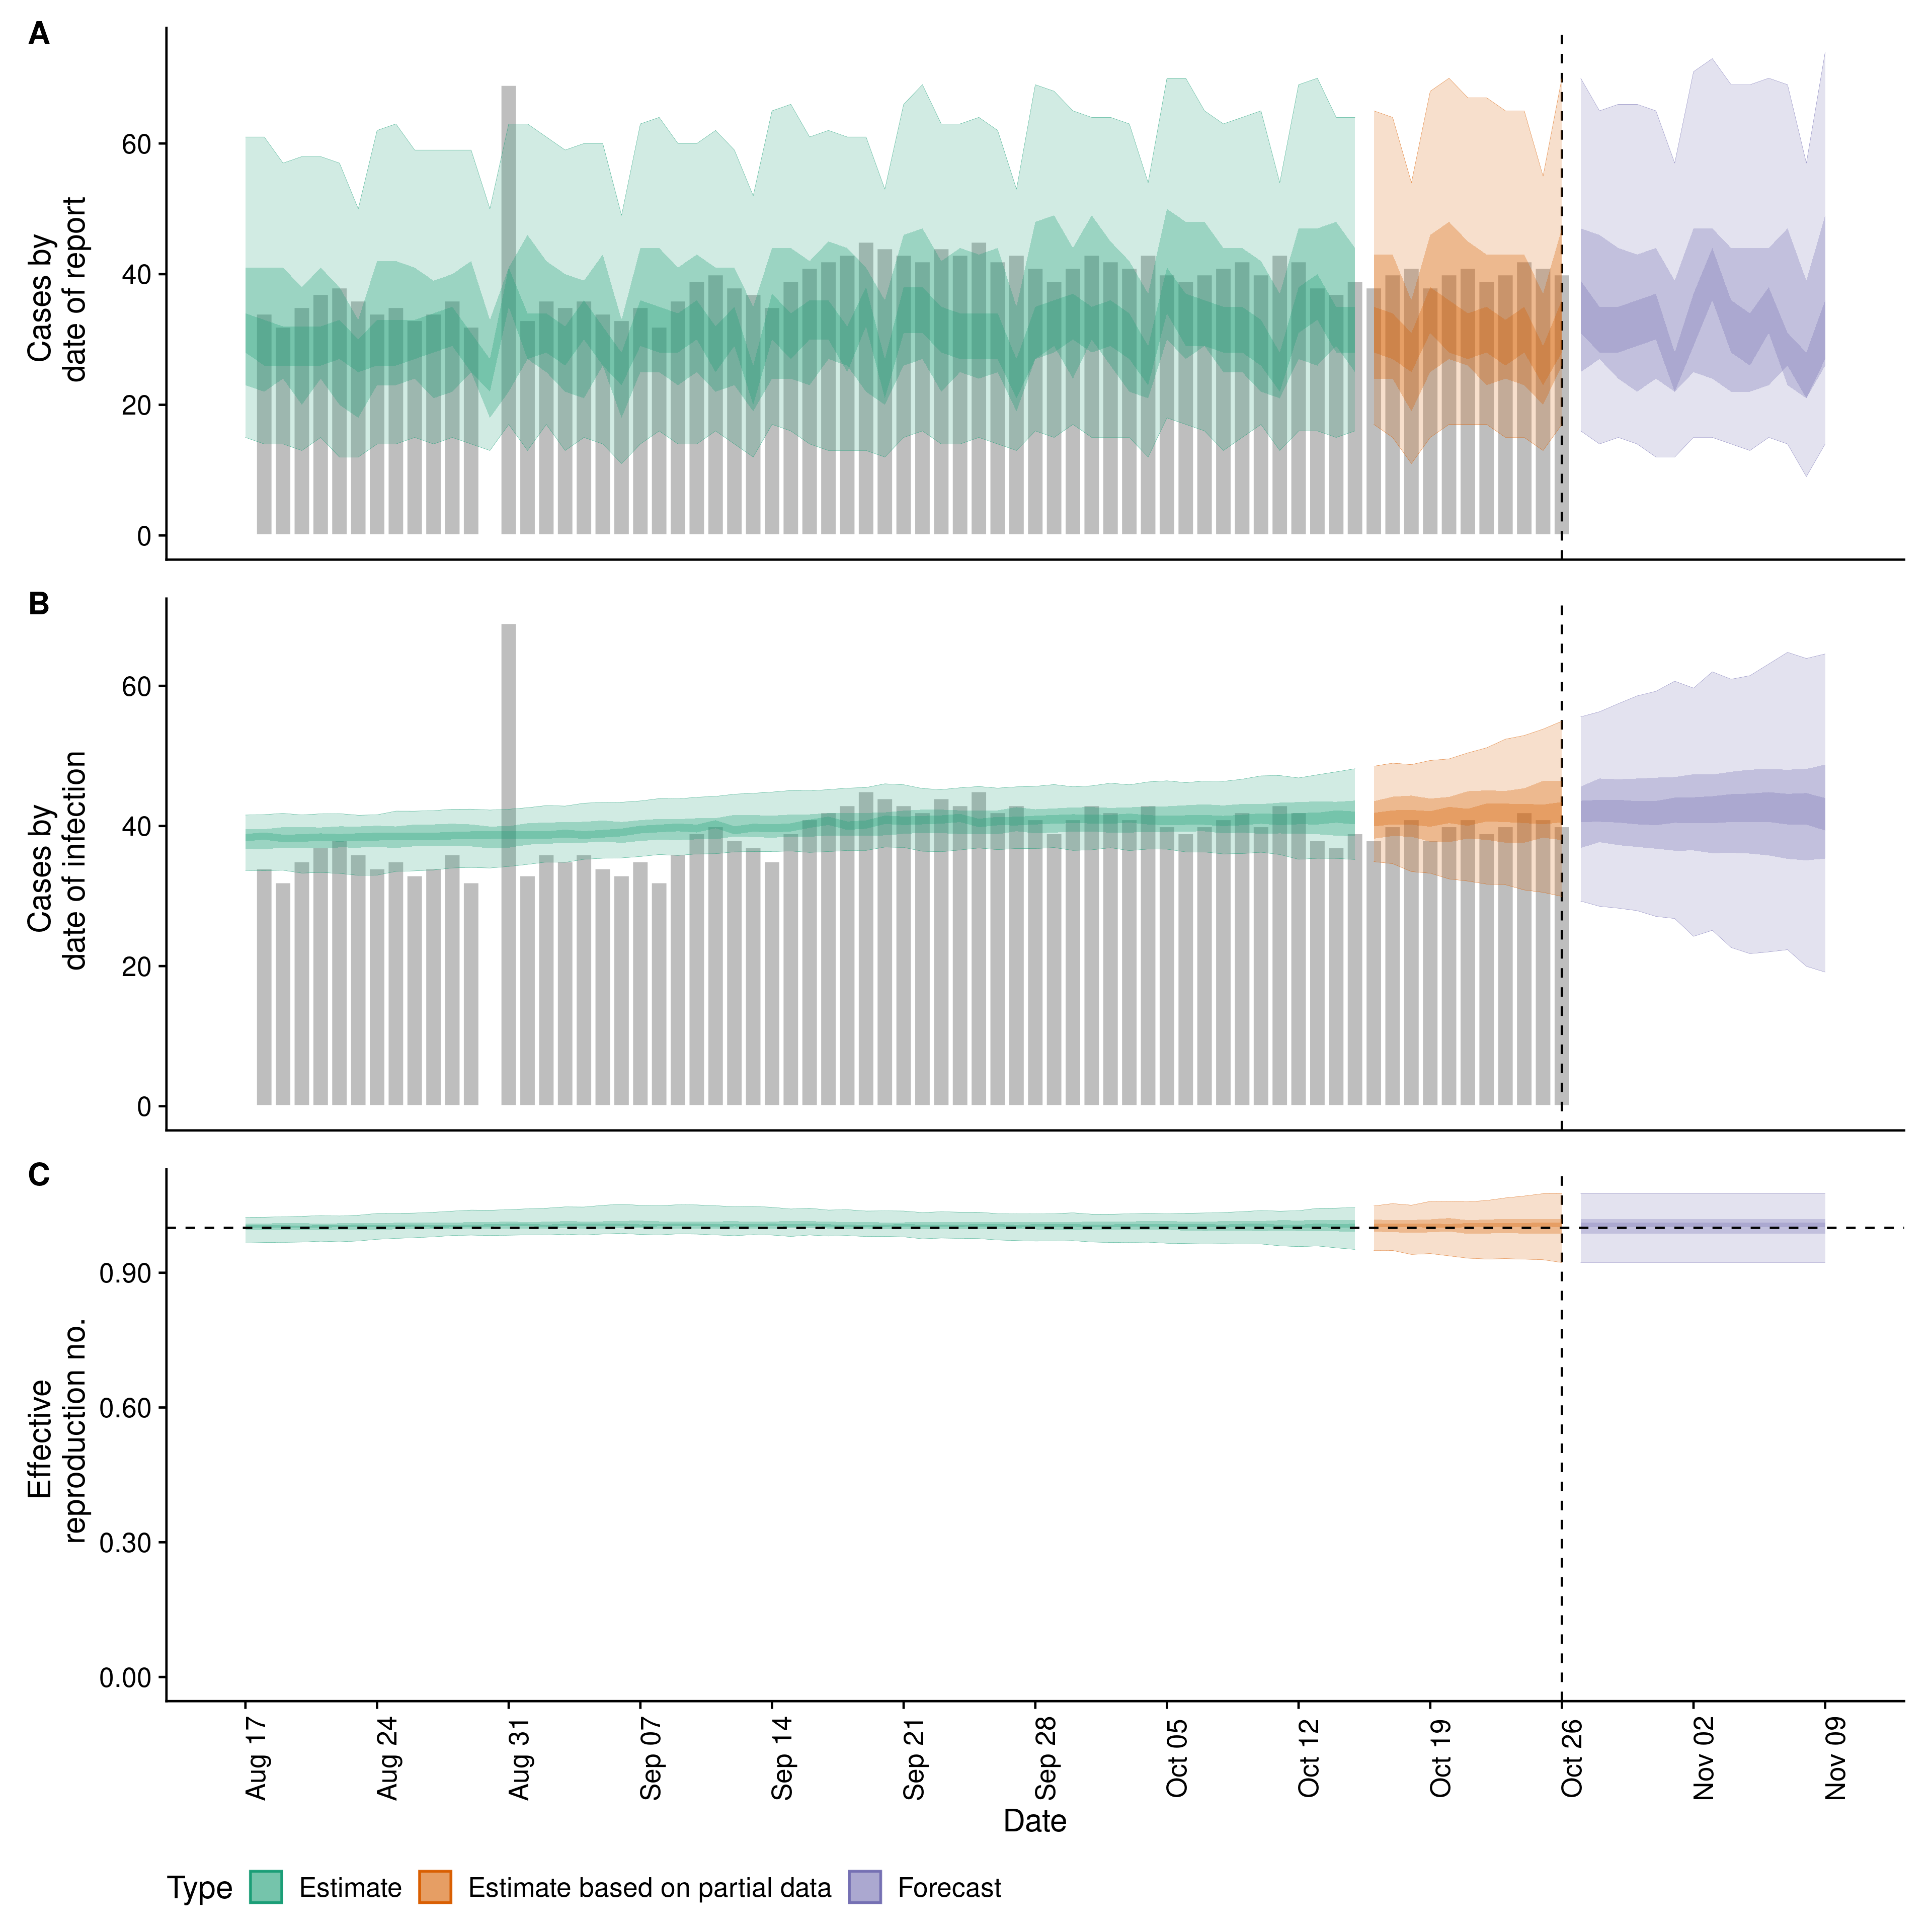 A
Cases by
date of report
60
40
20
0
B
Cases by
date of infection
60
40
20
0
C
Effective
reproduction no.
0.90
0.60
0.30
0.00
Aug 17
Aug 24
Aug 31
Sep 07
Sep 14
Sep 21
Sep 28
Oct 05
Oct 12
Oct 19
Oct 26
Nov 02
Nov 09
Date
Type Estimate Estimate based on partial data Forecast